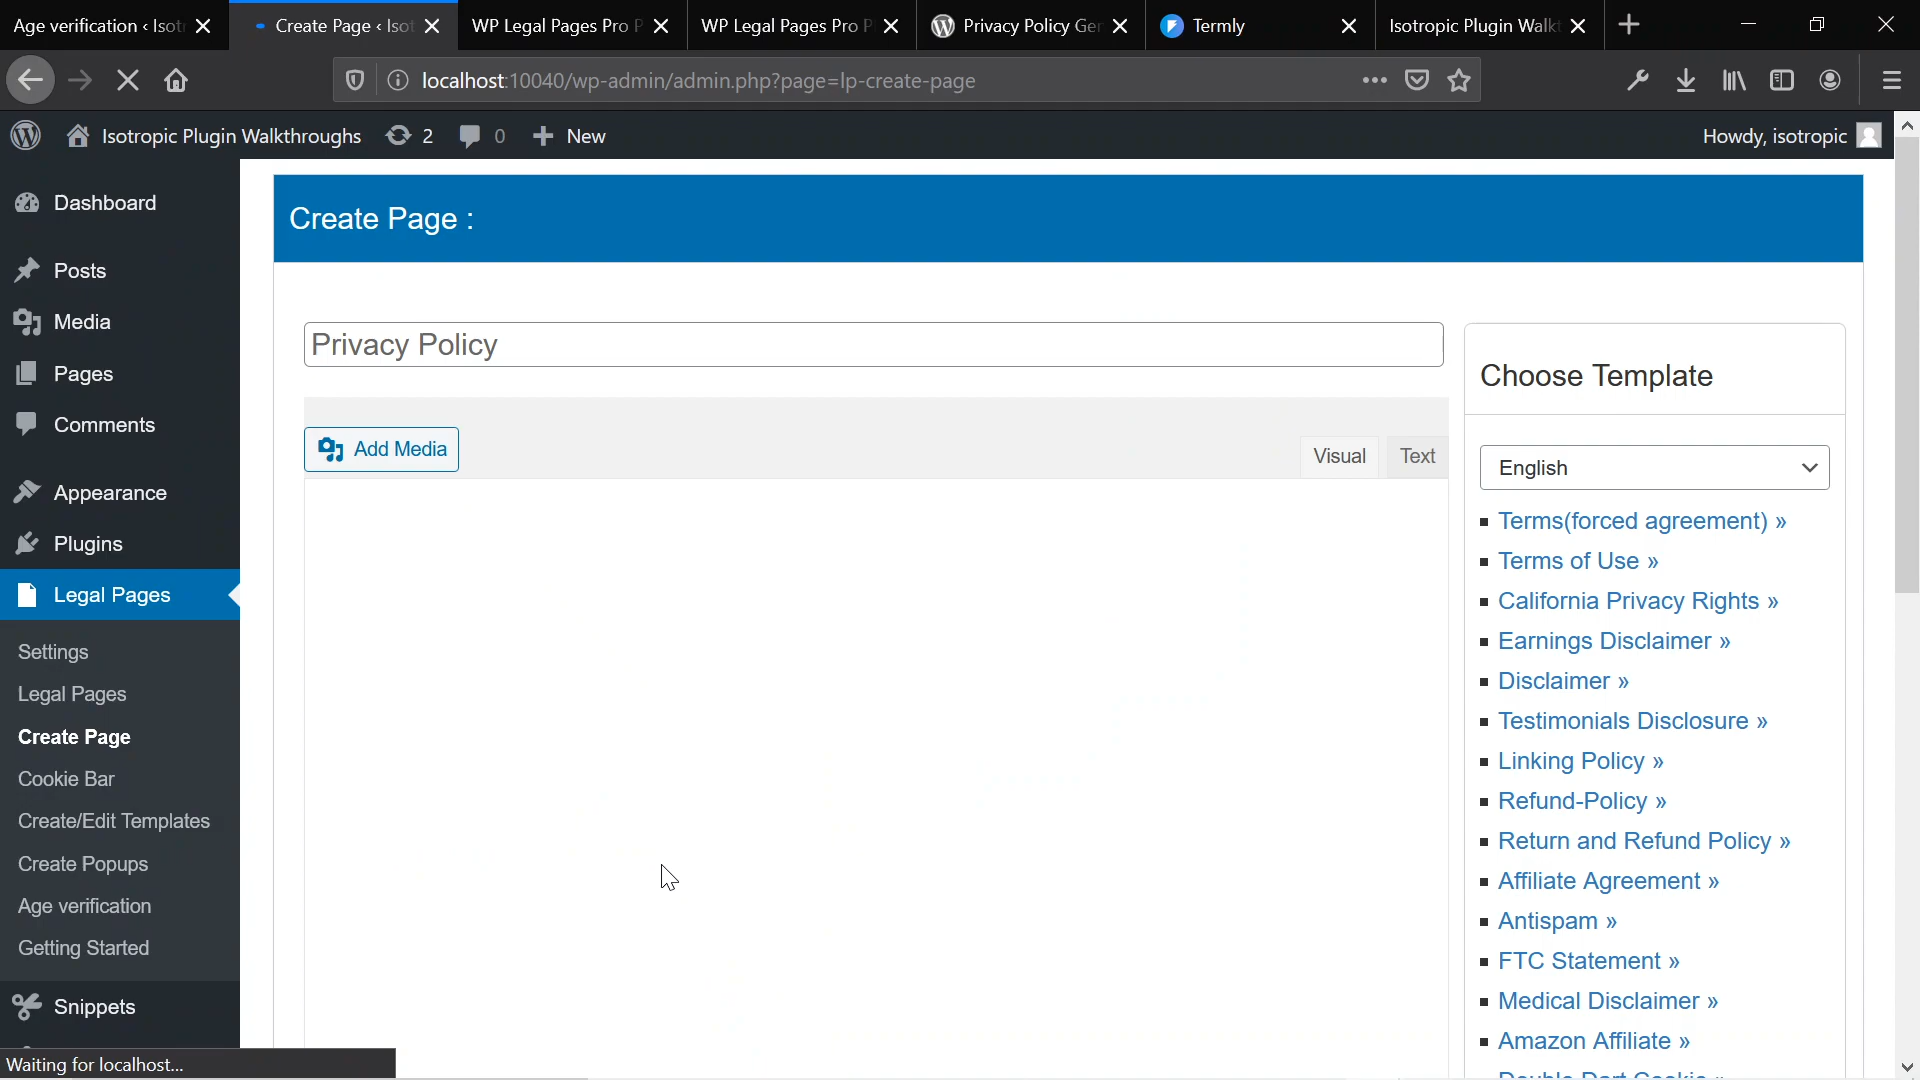 Age verification ‹ Isotr
Create Page ‹ Isot
WP Legal Pages Pro P
WP Legal Pages Pro P
Privacy Policy Ger
Termly
Isotropic Plugin Walkt
localhost:10040/wp-admin/admin.php?page=lp-create-page
Isotropic Plugin Walkthroughs
2
0
New
Howdy, isotropic
Dashboard
Posts
Media
Pages
Comments
Appearance
Plugins
Legal Pages
Settings
Legal Pages
Create Page
Cookie Bar
Create/Edit Templates
Create Popups
Age verification
Getting Started
Snippets
Waiting for localhost...
Create Page :
Privacy Policy
Add Media
Visual
Text
Choose Template
English
Terms(forced agreement) »
Terms of Use »
California Privacy Rights »
Earnings Disclaimer »
Disclaimer »
Testimonials Disclosure »
Linking Policy »
Refund-Policy »
Return and Refund Policy »
Affiliate Agreement »
Antispam »
FTC Statement »
Medical Disclaimer »
Amazon Affiliate »